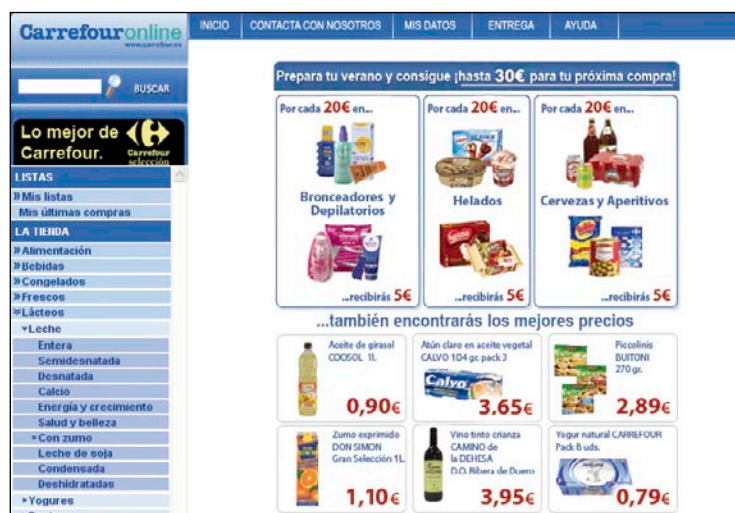 Carrefouronline
www.carrefour.es
INICIO
CONTACTA CON NOSOTROS
MIS DATOS
ENTREGA
AYUDA
BUSCAR
Lo mejor de
Carrefour.
Carrefour
selección
LISTAS
Mis listas
Mis últimas compras
LA TIENDA
Alimentación
Bebidas
Congelados
Frescos
Lácteos
Leche
Entera
Semidesnatada
Desnatada
Calcio
Energía y crecimiento
Salud y belleza
Con zumo
Leche de soja
Condensada
Deshidratadas
Yogures
Prepara tu verano y consigue ¡hasta 30€ para tu próxima compra!
Por cada 20€ en...
Bronceadores y
Depilatorios
...recibirás 5€
Por cada 20€ en...
Helados
Nestlé
...recibirás 5€
Por cada 20€ en...
Cervezas y Aperitivos
...recibirás 5€
...también encontrarás los mejores precios
Aceite de girasol
COOSOL 1l.
0,90€
Atún claro en aceite vegetal
CALVO 104 gr. pack 3
Calvo
3,65€
Piccolinis
BUITONI
270 gr.
2,89€
Zumo exprimido
DON SIMON
Gran Selección 1L
1,10€
Vino tinto crianza
CAMINO de
la DEHESA
D.O. Ribera de Duero
3,95€
Yogur natural CARREFOUR
Pack 8 uds.
natural
0,79€